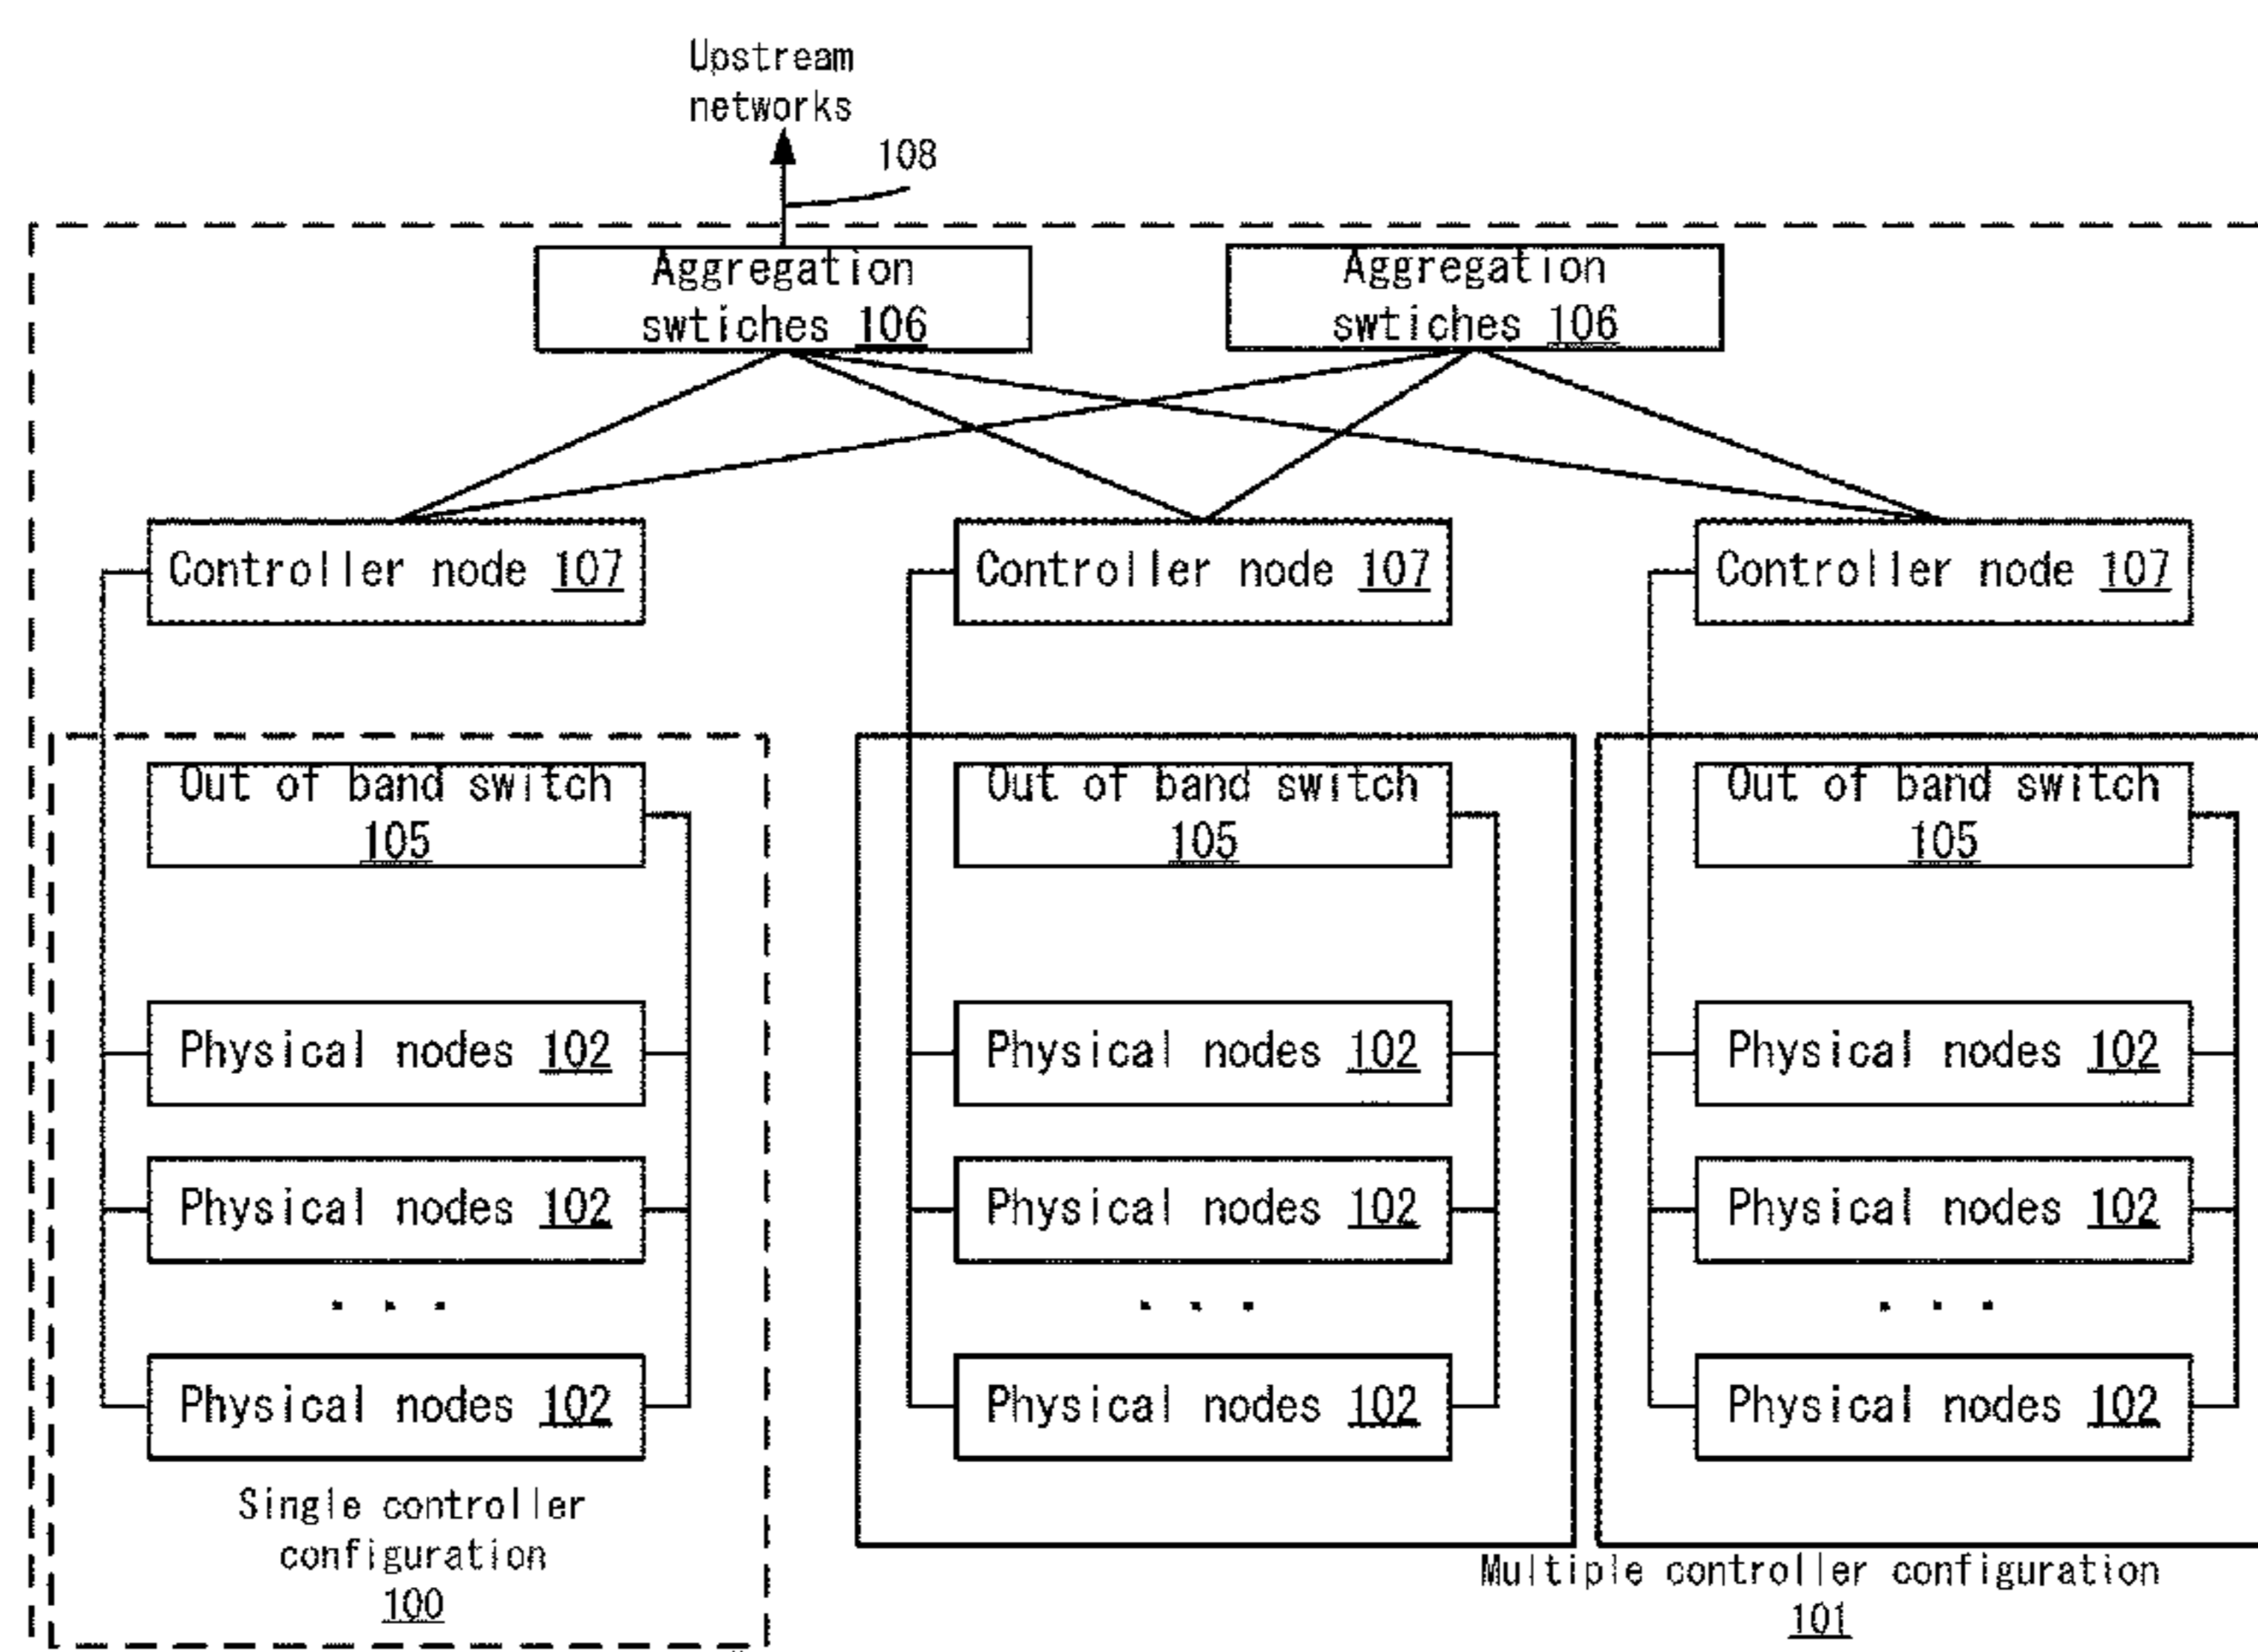 Upstream
networks
108
Aggregation
swtiches 106
Aggregation
swtiches 106
Controller node 107
Controller node 107
Controller node 107
Out of band switch
105
Out of band switch
105
Out of band switch
105
Physical nodes 102
Physical nodes 102
Physical nodes 102
Physical nodes 102
Physical nodes 102
Physical nodes 102
. . .
. . .
. . .
Physical nodes 102
Physical nodes 102
Physical nodes 102
Single controller
configuration
100
Multiple controller configuration
101